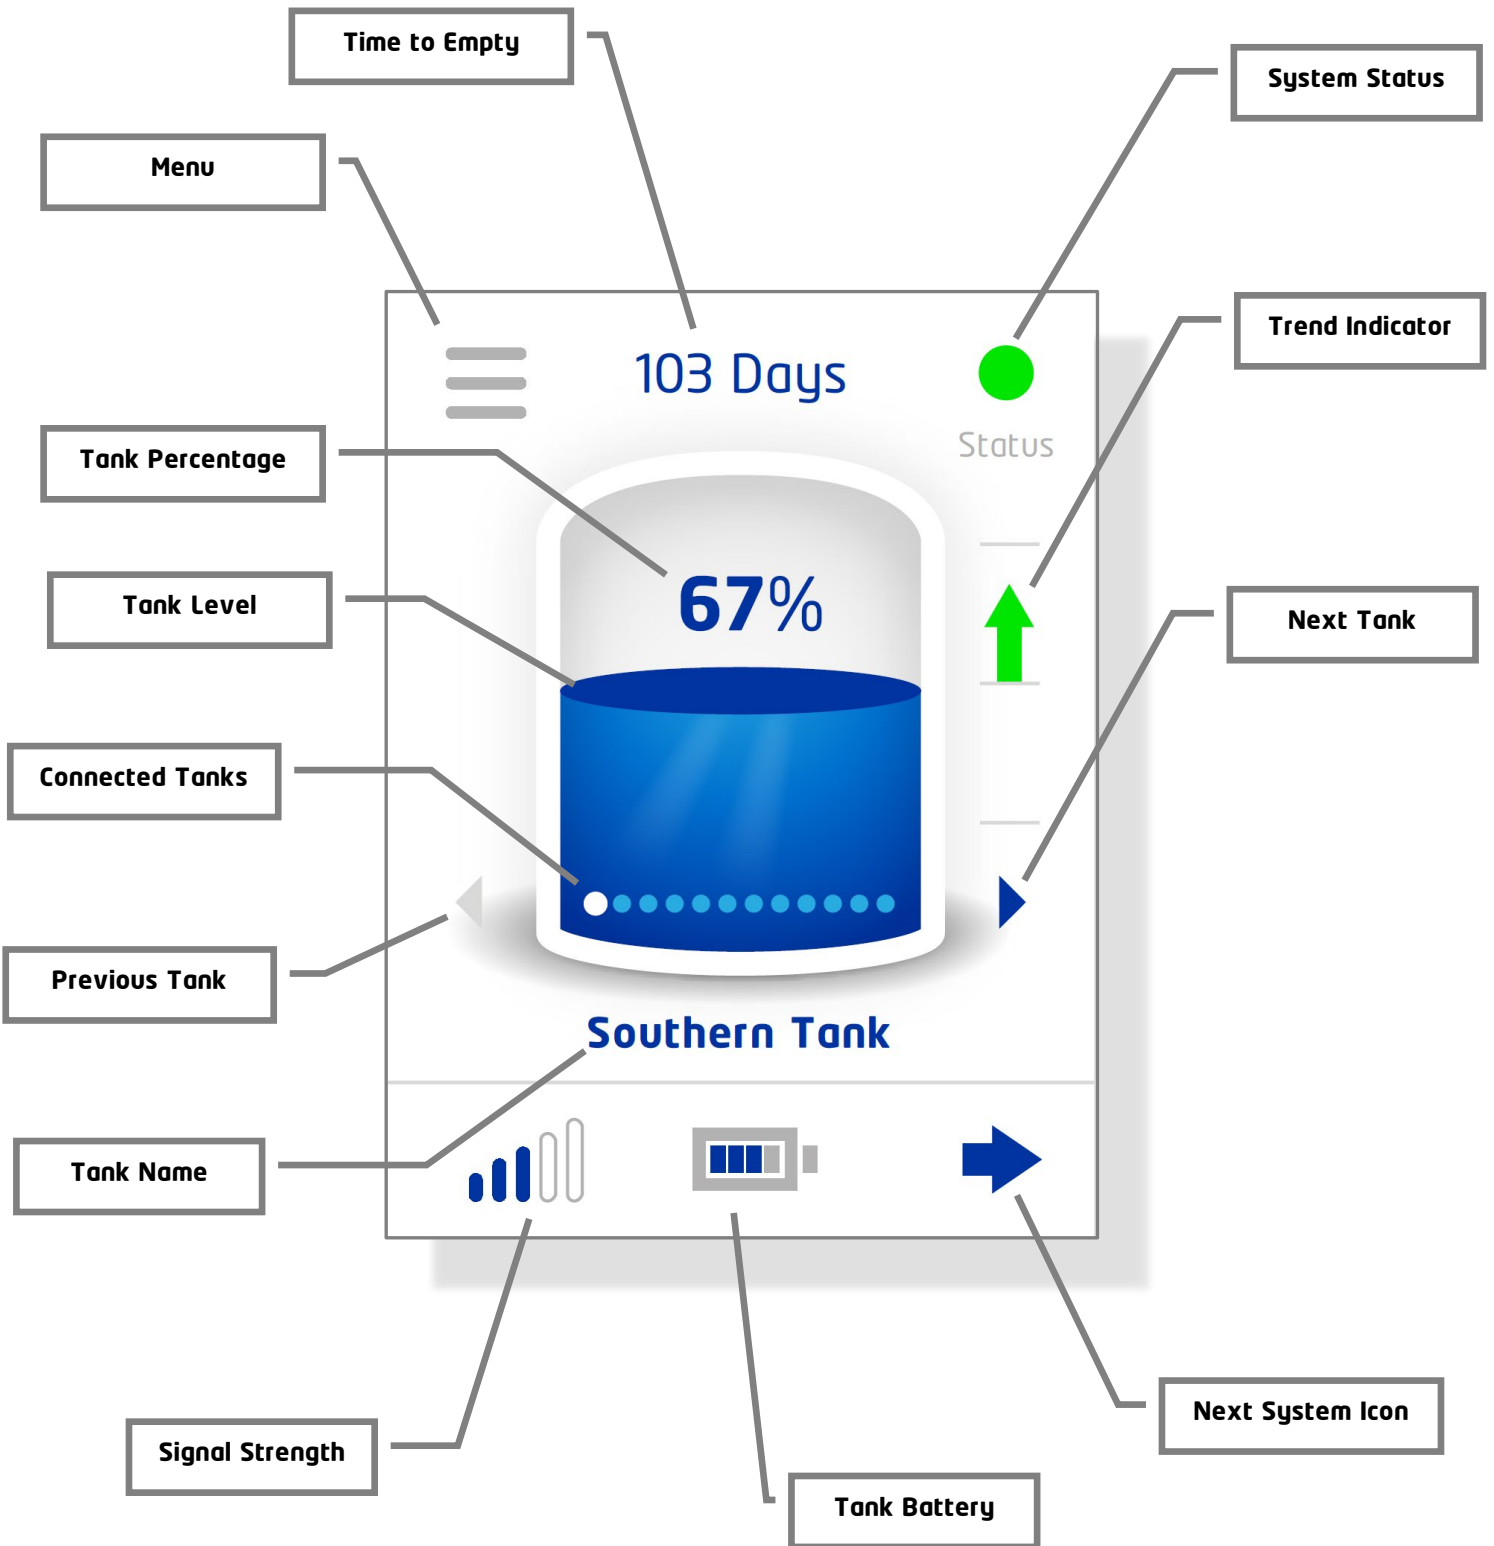 Time to Empty
System Status
Menu
Trend Indicator
103 Days
Status
Tank Percentage
67%
Tank Level
Next Tank
Connected Tanks
Previous Tank
Southern Tank
Tank Name
Next System Icon
Signal Strength
Tank Battery